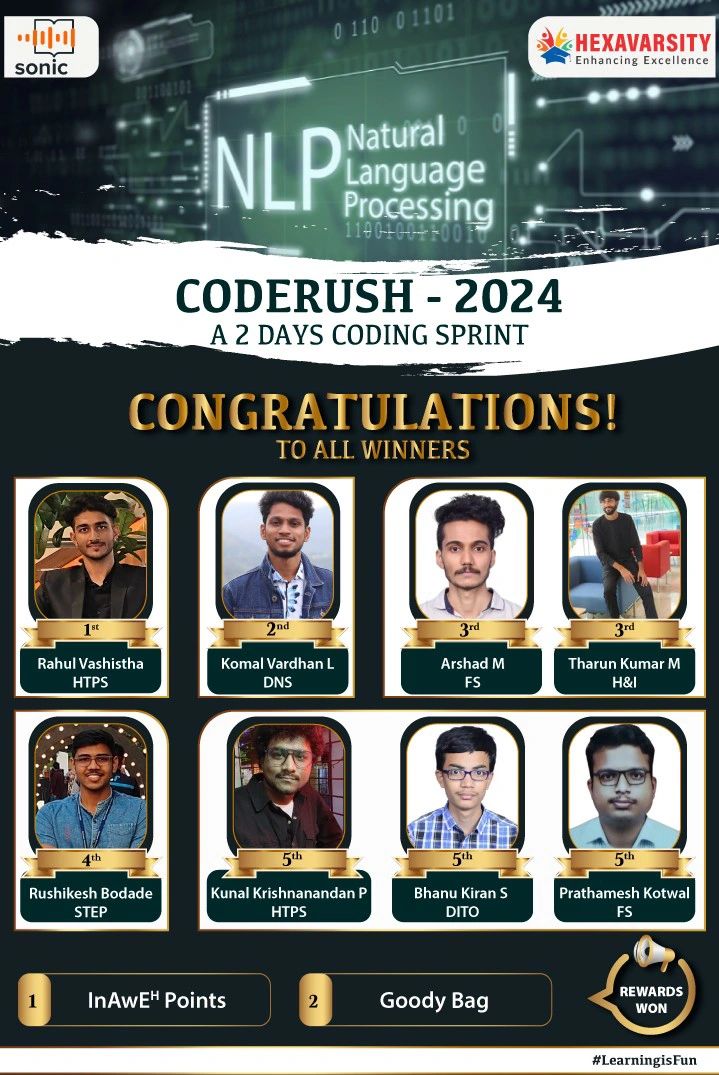 sonic
HEXAVARSITY
Enhancing Excellence
0 110 01101
NLP
Natural
Language
Processing
CODERUSH - 2024
A 2 DAYS CODING SPRINT
CONGRATULATIONS!
TO ALL WINNERS
1st
Rahul Vashistha
HTPS
2nd
Komal Vardhan L
DNS
3rd
Arshad M
FS
3rd
Tharun Kumar M
H&I
4th
Rushikesh Bodade
STEP
5th
Kunal Krishnanandan P
HTPS
5th
Bhanu Kiran S
DITO
5th
Prathamesh Kotwal
FS
1 InAwEᴴ Points
2 Goody Bag
REWARDS
WON
#LearningisFun